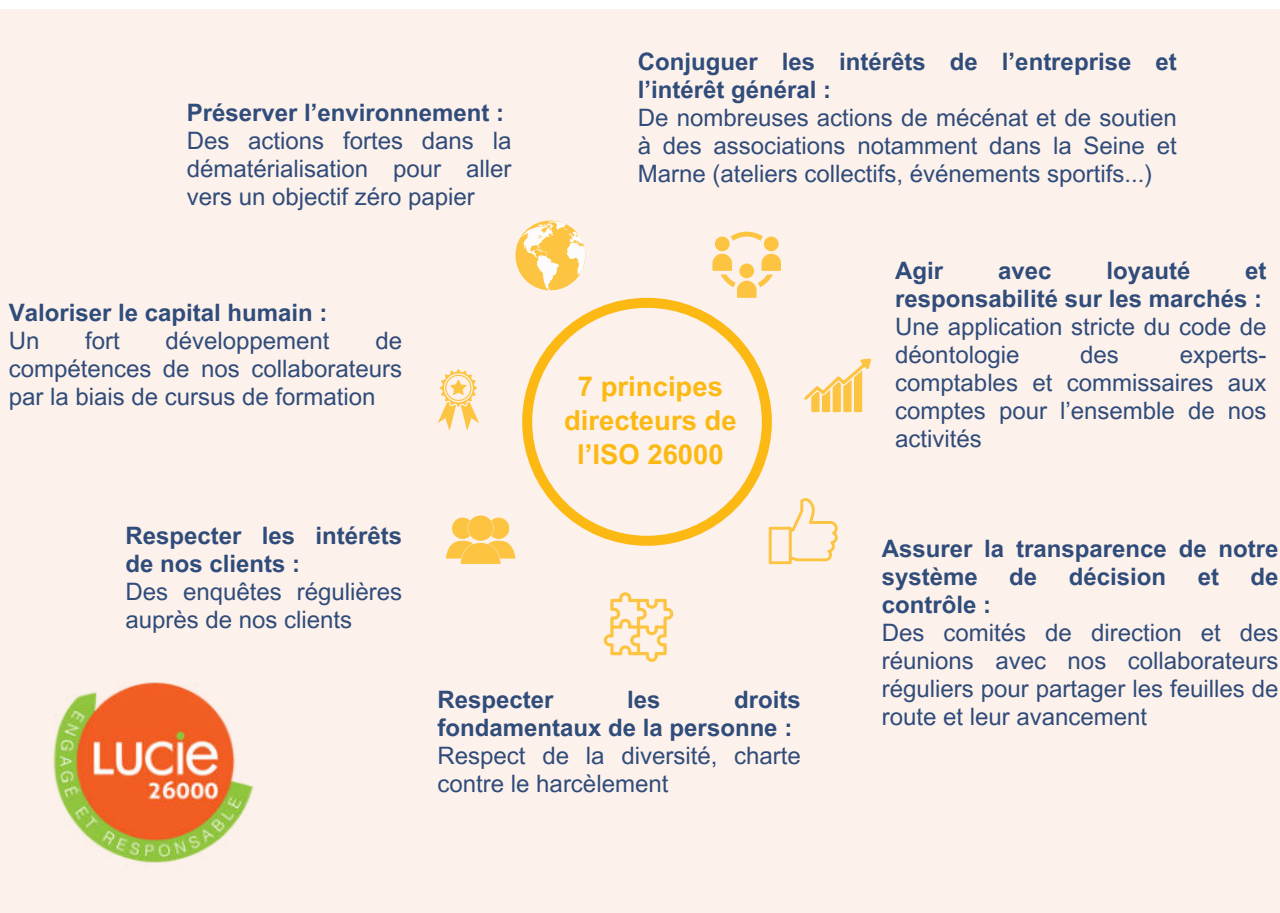 Conjuguer les intérêts de l’entreprise et
l’intérêt général :
De nombreuses actions de mécénat et de soutien
à des associations notamment dans la Seine et
Marne (ateliers collectifs, événements sportifs...)
Préserver l’environnement :
Des actions fortes dans la
dématérialisation pour aller
vers un objectif zéro papier
Agir avec loyauté et
responsabilité sur les marchés :
Une application stricte du code de
déontologie des experts-
comptables et commissaires aux
comptes pour l’ensemble de nos
activités
Valoriser le capital humain :
Un fort développement de
compétences de nos collaborateurs
par la biais de cursus de formation
7 principes
directeurs de
l’ISO 26000
Respecter les intérêts
de nos clients :
Des enquêtes régulières
auprès de nos clients
Assurer la transparence de notre
système de décision et de
contrôle :
Des comités de direction et des
réunions avec nos collaborateurs
réguliers pour partager les feuilles de
route et leur avancement
Respecter les droits
fondamentaux de la personne :
Respect de la diversité, charte
contre le harcèlement
LUCie
26000
ENGAGÉ ET RESPONSABLE